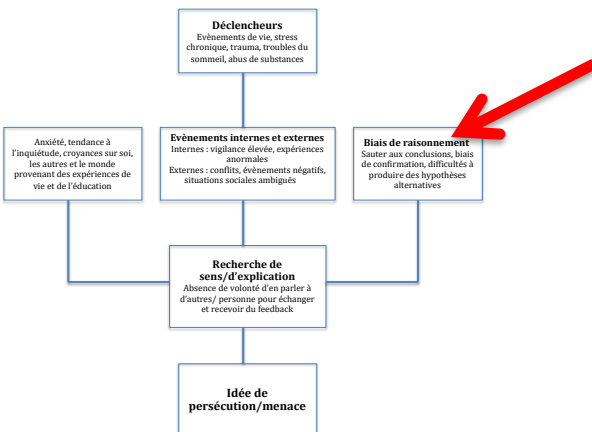 Déclencheurs
Evènements de vie, stress
chronique, trauma, troubles du
sommeil, abus de substances
Anxiété, tendance à
l'inquiétude, croyances sur soi,
les autres et le monde
provenant des expériences de
vie et de l'éducation
Evènements internes et externes
Internes : vigilance élevée, expériences
anormales
Externes : conflits, évènements négatifs,
situations sociales ambiguës
Biais de raisonnement
Sauter aux conclusions, biais
de confirmation, difficultés à
produire des hypothèses
alternatives
Recherche de
sens/d'explication
Absence de volonté d'en parler à
d'autres/ personne pour échanger
et recevoir du feedback
Idée de
persécution/menace